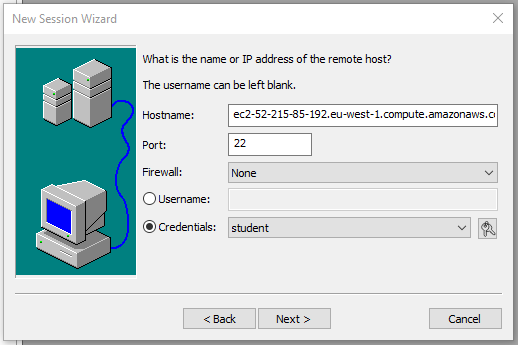 New Session Wizard
What is the name or IP address of the remote host?
The username can be left blank.
Hostname: ec2-52-215-85-192.eu-west-1.compute.amazonaws.c
Port: 22
Firewall: None
Username:
Credentials: student
< Back Next > Cancel